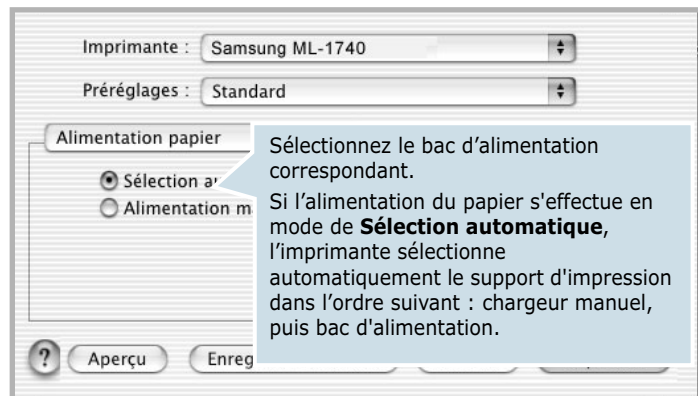 Imprimante : Samsung ML-1740
Préréglages : Standard
Alimentation papier
Sélection
Alimentation
Sélectionnez le bac d’alimentation
correspondant.
Si l’alimentation du papier s'effectue en
mode de Sélection automatique,
l’imprimante sélectionne
automatiquement le support d'impression
dans l’ordre suivant : chargeur manuel,
puis bac d'alimentation.
? Aperçu Enreg